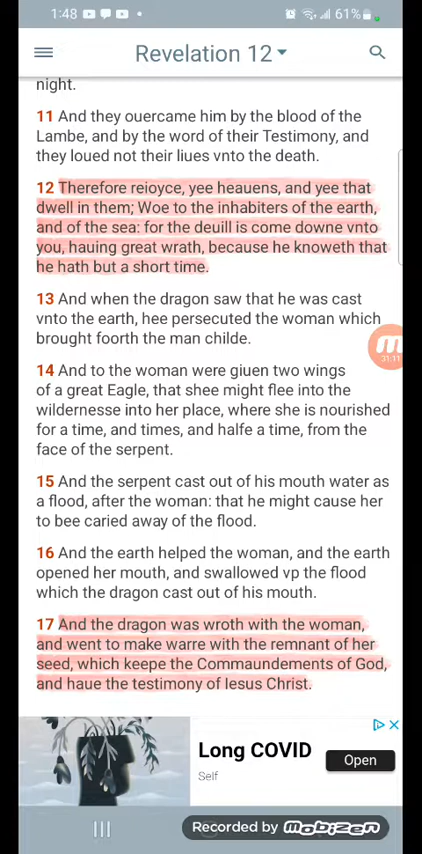 1:48 61%
Revelation 12
night.
11 And they ouercame him by the blood of the
Lambe, and by the word of their Testimony, and
they loued not their liues vnto the death.
12 Therefore reioyce, yee heauens, and yee that
dwell in them; Woe to the inhabiters of the earth,
and of the sea: for the deuill is come downe vnto
you, hauing great wrath, because he knoweth that
he hath but a short time.
13 And when the dragon saw that he was cast
vnto the earth, hee persecuted the woman which
brought foorth the man childe.
14 And to the woman were giuen two wings
of a great Eagle, that shee might flee into the
wildernesse into her place, where she is nourished
for a time, and times, and halfe a time, from the
face of the serpent.
15 And the serpent cast out of his mouth water as
a flood, after the woman: that he might cause her
to bee caried away of the flood.
16 And the earth helped the woman, and the earth
opened her mouth, and swallowed vp the flood
which the dragon cast out of his mouth.
17 And the dragon was wroth with the woman,
and went to make warre with the remnant of her
seed, which keepe the Commaundements of God,
and haue the testimony of Iesus Christ.
m
31:11
Long COVID
Self
Open
Recorded by mobizen